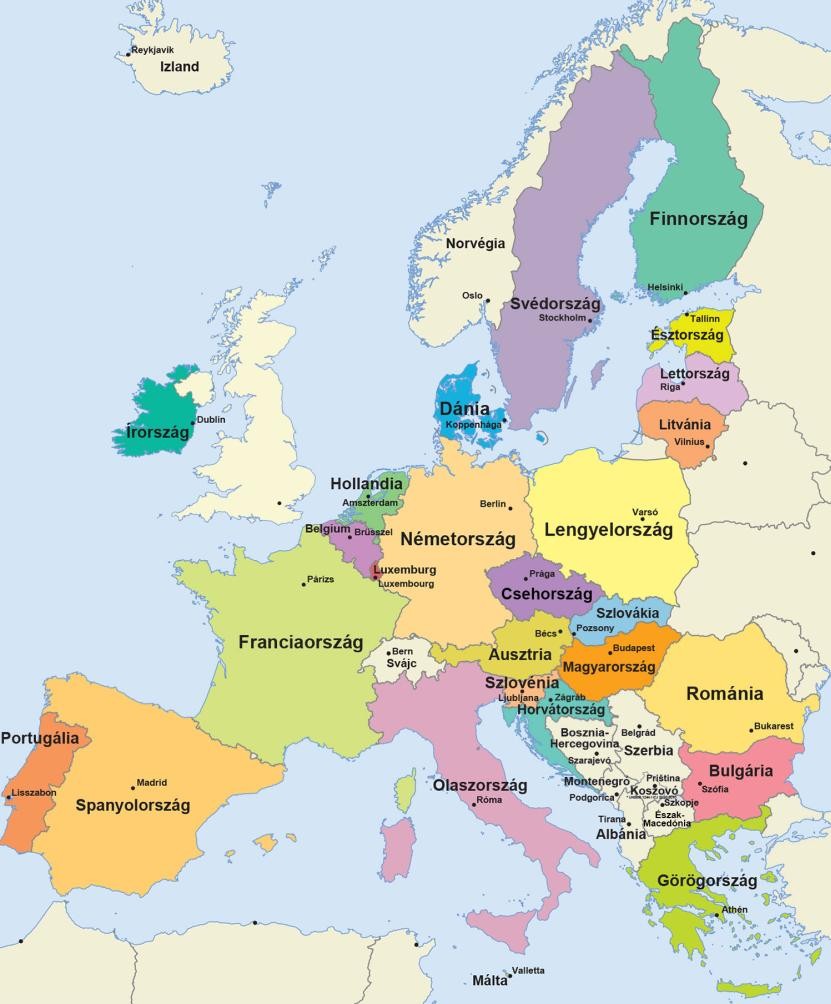 Reykjavik
Izland
Finnország
Norvégia
Helsinki
Oslo
Svédország
Stockholm
Tallinn
Észtország
Lettország
Riga
Dánia
Koppenhága
Dublin
Írország
Litvánia
Vilnius
Hollandia
Amszterdam
Berlin
Varsó
Belgium
Brüsszel
Németország
Lengyelország
Luxemburg
Luxembourg
Párizs
Prága
Csehország
Szlovákia
Pozsony
Bécs
Franciaország
Bern
Svájc
Ausztria
Budapest
Magyarország
Szlovénia
Ljubljana
Zágráb
Horvátország
Románia
Bukarest
Portugália
Lisszabon
Madrid
Spanyolország
Bosznia-
Hercegovina
Szarajevó
Belgrád
Szerbia
Olaszország
Róma
Montenegro
Podgorica
Pristina
Koszovó
Bulgária
Szófia
Szkopje
Észak-
Macedónia
Tirana
Albánia
Görögország
Athén
Málta
Valletta